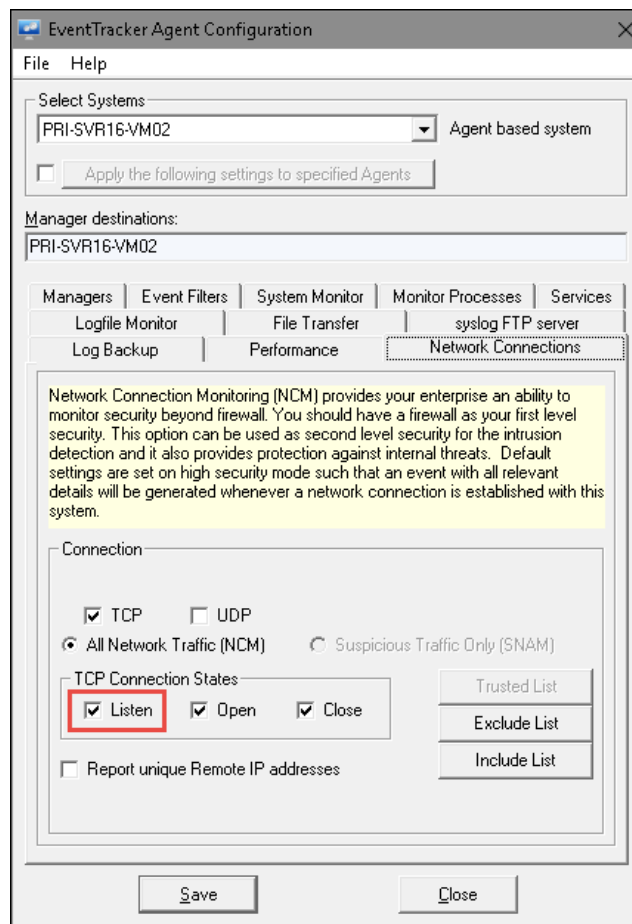 EventTracker Agent Configuration
File Help
Select Systems
PRI-SVR16-VM02
Agent based system
Apply the following settings to specified Agents
Manager destinations:
PRI-SVR16-VM02
Managers Event Filters System Monitor Monitor Processes Services
Logfile Monitor File Transfer syslog FTP server
Log Backup Performance Network Connections
Network Connection Monitoring (NCM) provides your enterprise an ability to
monitor security beyond firewall. You should have a firewall as your first level
security. This option can be used as second level security for the intrusion
detection and it also provides protection against internal threats. Default
settings are set on high security mode such that an event with all relevant
details will be generated whenever a network connection is established with this
system.
Connection
TCP UDP
All Network Traffic (NCM) Suspicious Traffic Only (SNAM)
TCP Connection States
Listen Open Close
Trusted List
Exclude List
Include List
Report unique Remote IP addresses
Save Close